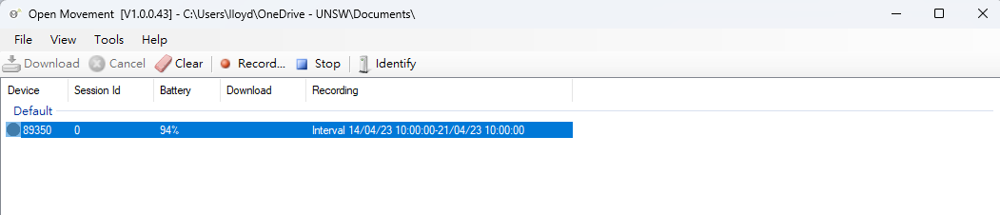 Open Movement [V1.0.0.43] - C:\Users\lloyd\OneDrive - UNSW\Documents\
File View Tools Help
Download Cancel Clear Record... Stop Identify
Device Session Id Battery Download Recording
Default
89350 0 94% Interval 14/04/23 10:00:00-21/04/23 10:00:00